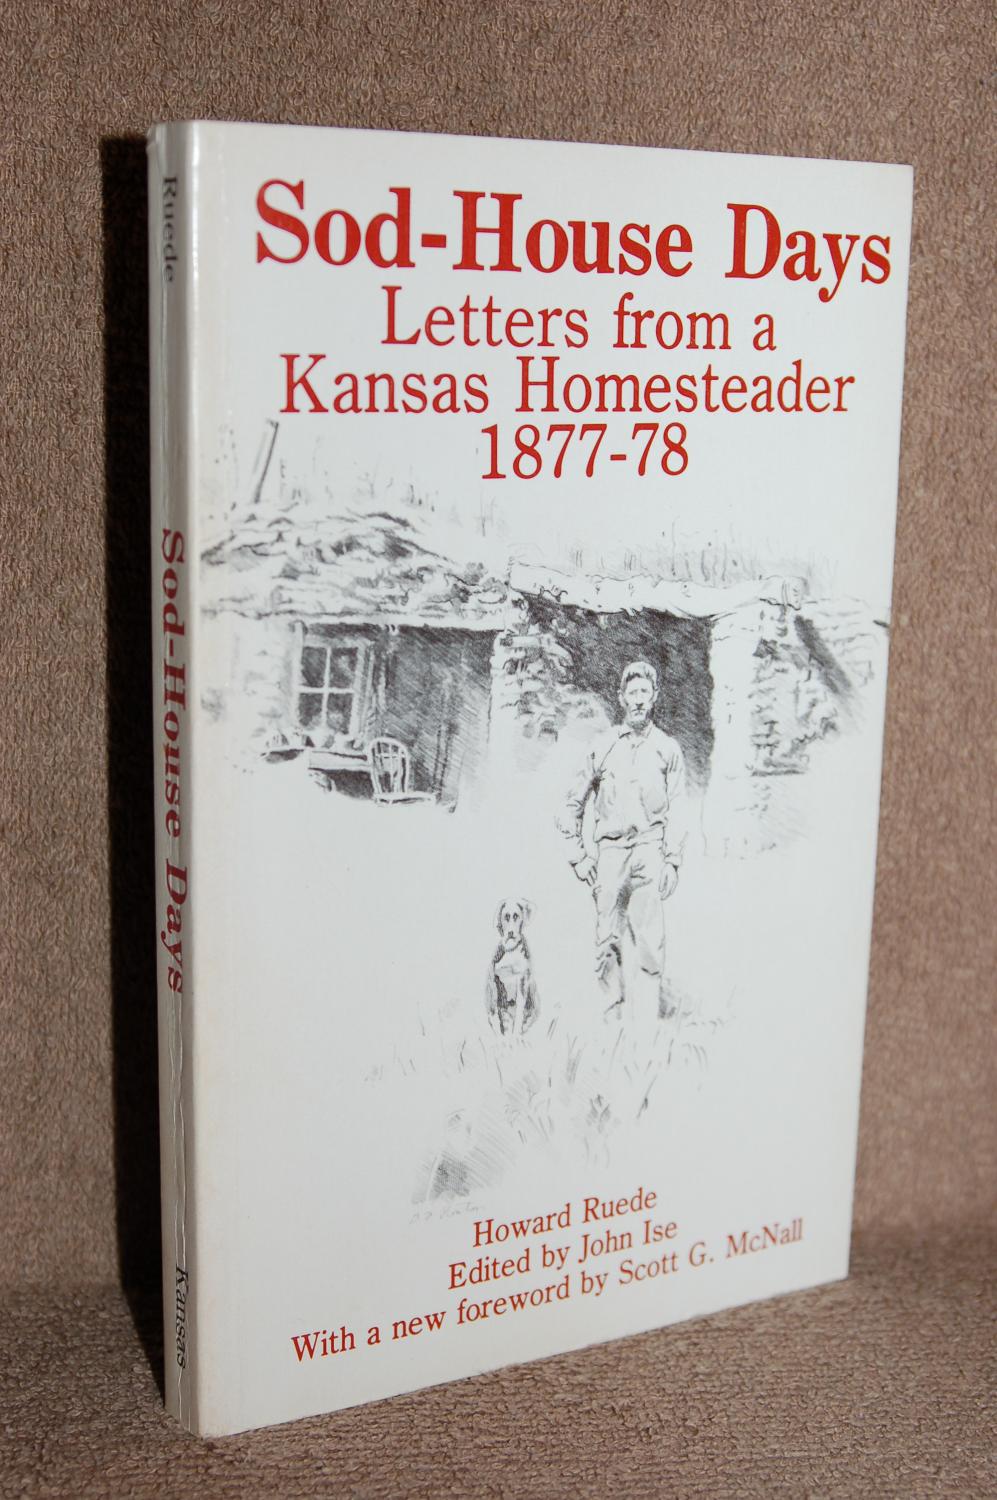 Sod-House Days
Letters from a
Kansas Homesteader
1877-78
Howard Ruede
Edited by John Ise
With a new foreword by Scott G. McNall
Ruede
Sod-House Days
Kansas